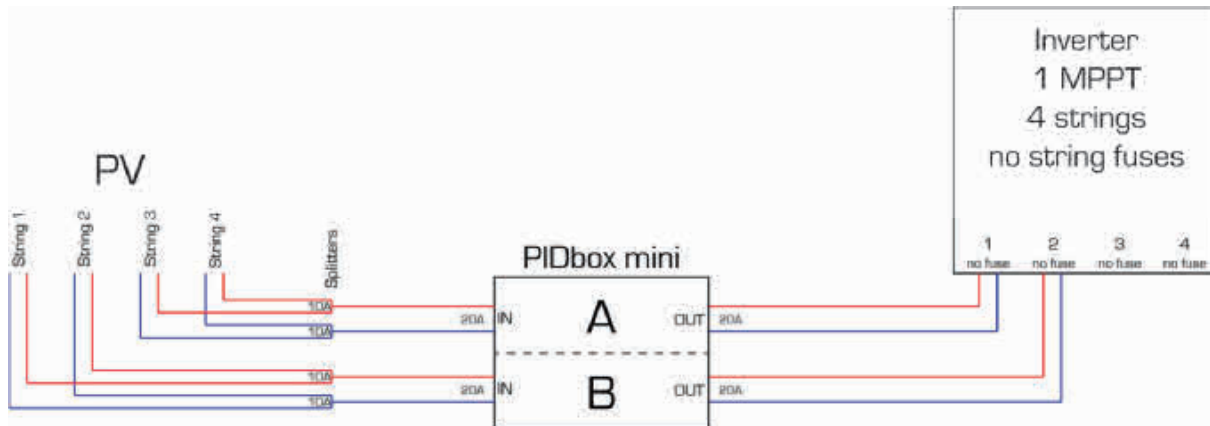 Inverter
1 MPPT
4 strings
no string fuses
PV
String 1
String 2
String 3
String 4
Splitters
PIDbox mini
1
no fuse
2
no fuse
3
no fuse
4
no fuse
10A
10A
20A
IN
A
OUT
20A
10A
10A
20A
IN
B
OUT
20A